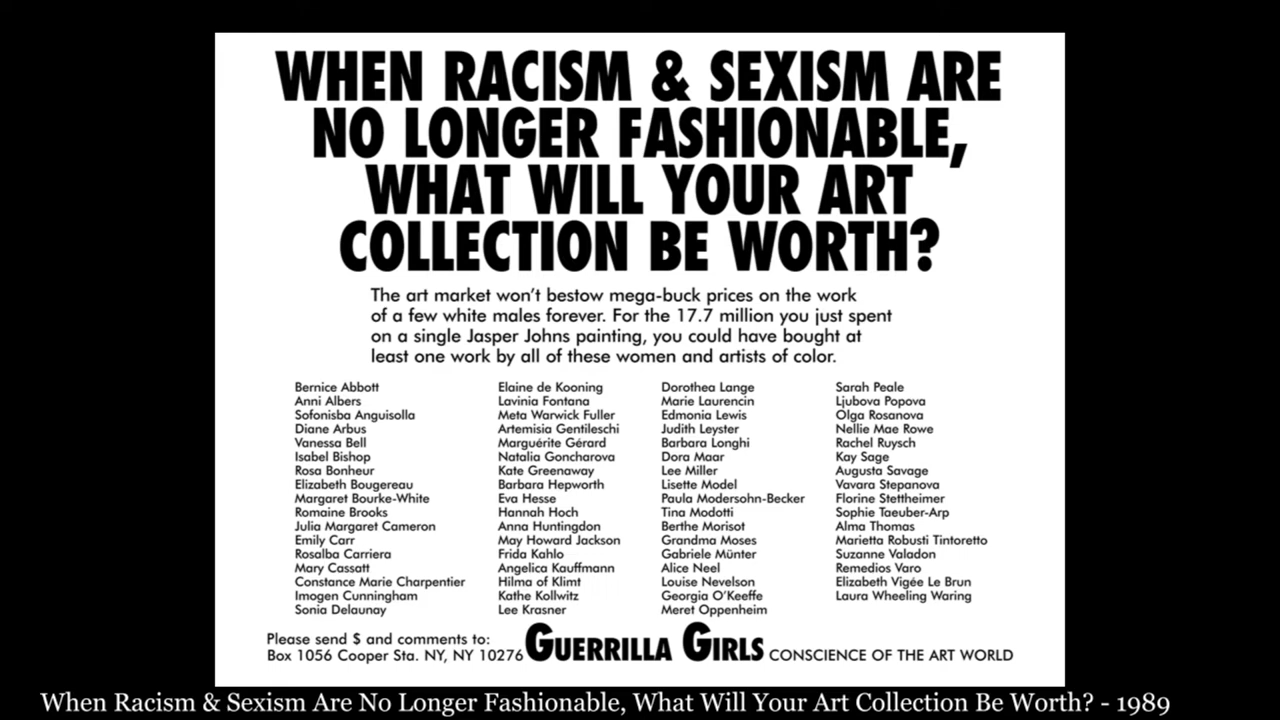 WHEN RACISM & SEXISM ARE
NO LONGER FASHIONABLE,
WHAT WILL YOUR ART
COLLECTION BE WORTH?
The art market won't bestow mega-buck prices on the work
of a few white males forever. For the 17.7 million you just spent
on a single Jasper Johns painting, you could have bought at
least one work by all of these women and artists of color.
Bernice Abbott
Anni Albers
Sofonisba Anguisolla
Diane Arbus
Vanessa Bell
Isabel Bishop
Rosa Bonheur
Elizabeth Bougereau
Margaret Bourke-White
Romaine Brooks
Julia Margaret Cameron
Emily Carr
Rosalba Carriera
Mary Cassatt
Constance Marie Charpentier
Imogen Cunningham
Sonia Delaunay
Elaine de Kooning
Lavinia Fontana
Meta Warwick Fuller
Artemisia Gentileschi
Marguérite Gérard
Natalia Goncharova
Kate Greenaway
Barbara Hepworth
Eva Hesse
Hannah Hoch
Anna Huntingdon
May Howard Jackson
Frida Kahlo
Angelica Kauffmann
Hilma of Klimt
Kathe Kollwitz
Lee Krasner
Dorothea Lange
Marie Laurencin
Edmonia Lewis
Judith Leyster
Barbara Longhi
Dora Maar
Lee Miller
Lisette Model
Paula Modersohn-Becker
Tina Modotti
Berthe Morisot
Grandma Moses
Gabriele Münter
Alice Neel
Louise Nevelson
Georgia O'Keeffe
Meret Oppenheim
Sarah Peale
Ljubova Popova
Olga Rosanova
Nellie Mae Rowe
Rachel Ruysch
Kay Sage
Augusta Savage
Vavara Stepanova
Florine Stettheimer
Sophie Taeuber-Arp
Alma Thomas
Marietta Robusti Tintoretto
Suzanne Valadon
Remedios Varo
Elizabeth Vigée Le Brun
Laura Wheeling Waring
Please send $ and comments to:
Box 1056 Cooper Sta. NY, NY 10276 GUERRILLA GIRLS CONSCIENCE OF THE ART WORLD
When Racism & Sexism Are No Longer Fashionable, What Will Your Art Collection Be Worth? - 1989